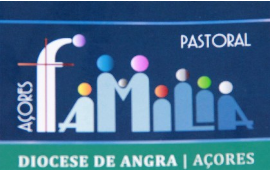 PASTORAL
AÇORES
FAMILIA
DIOCESE DE ANGRA | AÇORES